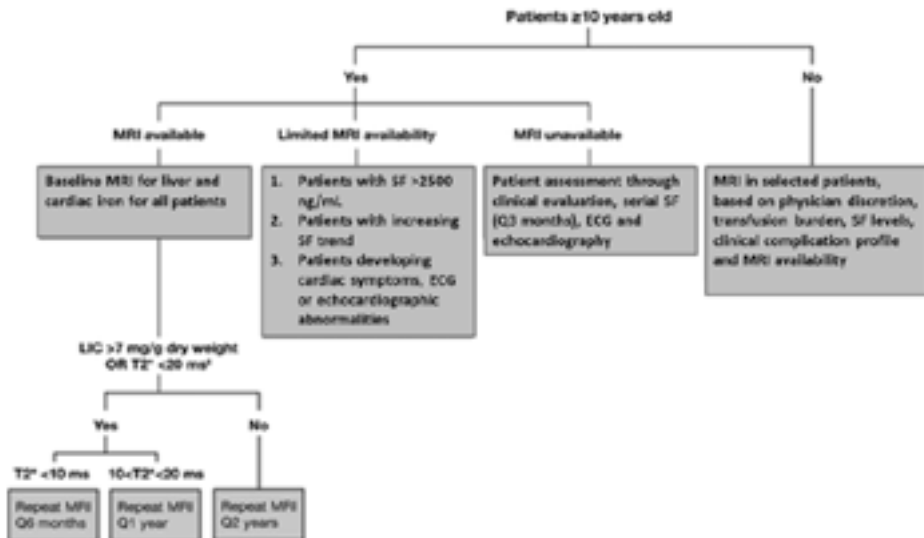 Patients ≥10 years old
Yes
No
MRI available
Limited MRI availability
MRI unavailable
Baseline MRI for liver and
cardiac iron for all patients
1. Patients with SF >2500
ng/mL
2. Patients with increasing
SF trend
3. Patients developing
cardiac symptoms, ECG
or echocardiographic
abnormalities
Patient assessment through
clinical evaluation, serial SF
(Q3 months), ECG and
echocardiography
MRI in selected patients,
based on physician discretion,
transfusion burden, SF levels,
clinical complication profile
and MRI availability
LIC >7 mg/g dry weight
OR T2* <20 ms
Yes
No
T2* <10 ms
10<T2*<20 ms
Repeat MRI
Q6 months
Repeat MRI
Q1 year
Repeat MRI
Q2 years